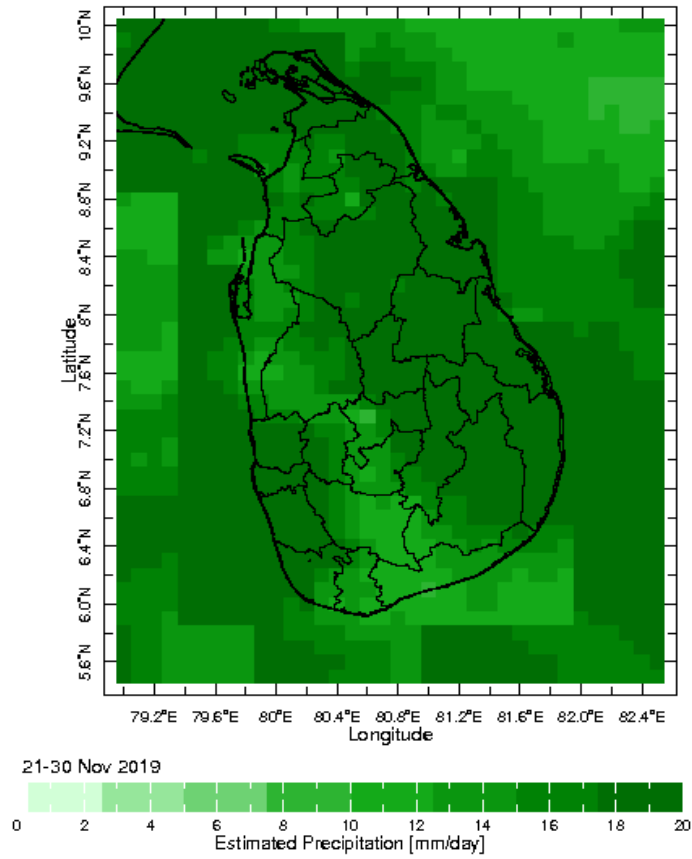 10°N
9.6°N
9.2°N
8.8°N
8.4°N
8°N
7.6°N
7.2°N
6.8°N
6.4°N
6.0°N
5.6°N
Latitude
79.2°E 79.6°E 80°E 80.4°E 80.8°E 81.2°E 81.6°E 82.0°E 82.4°E
Longitude
21-30 Nov 2019
0 2 4 6 8 10 12 14 16 18 20
Estimated Precipitation [mm/day]